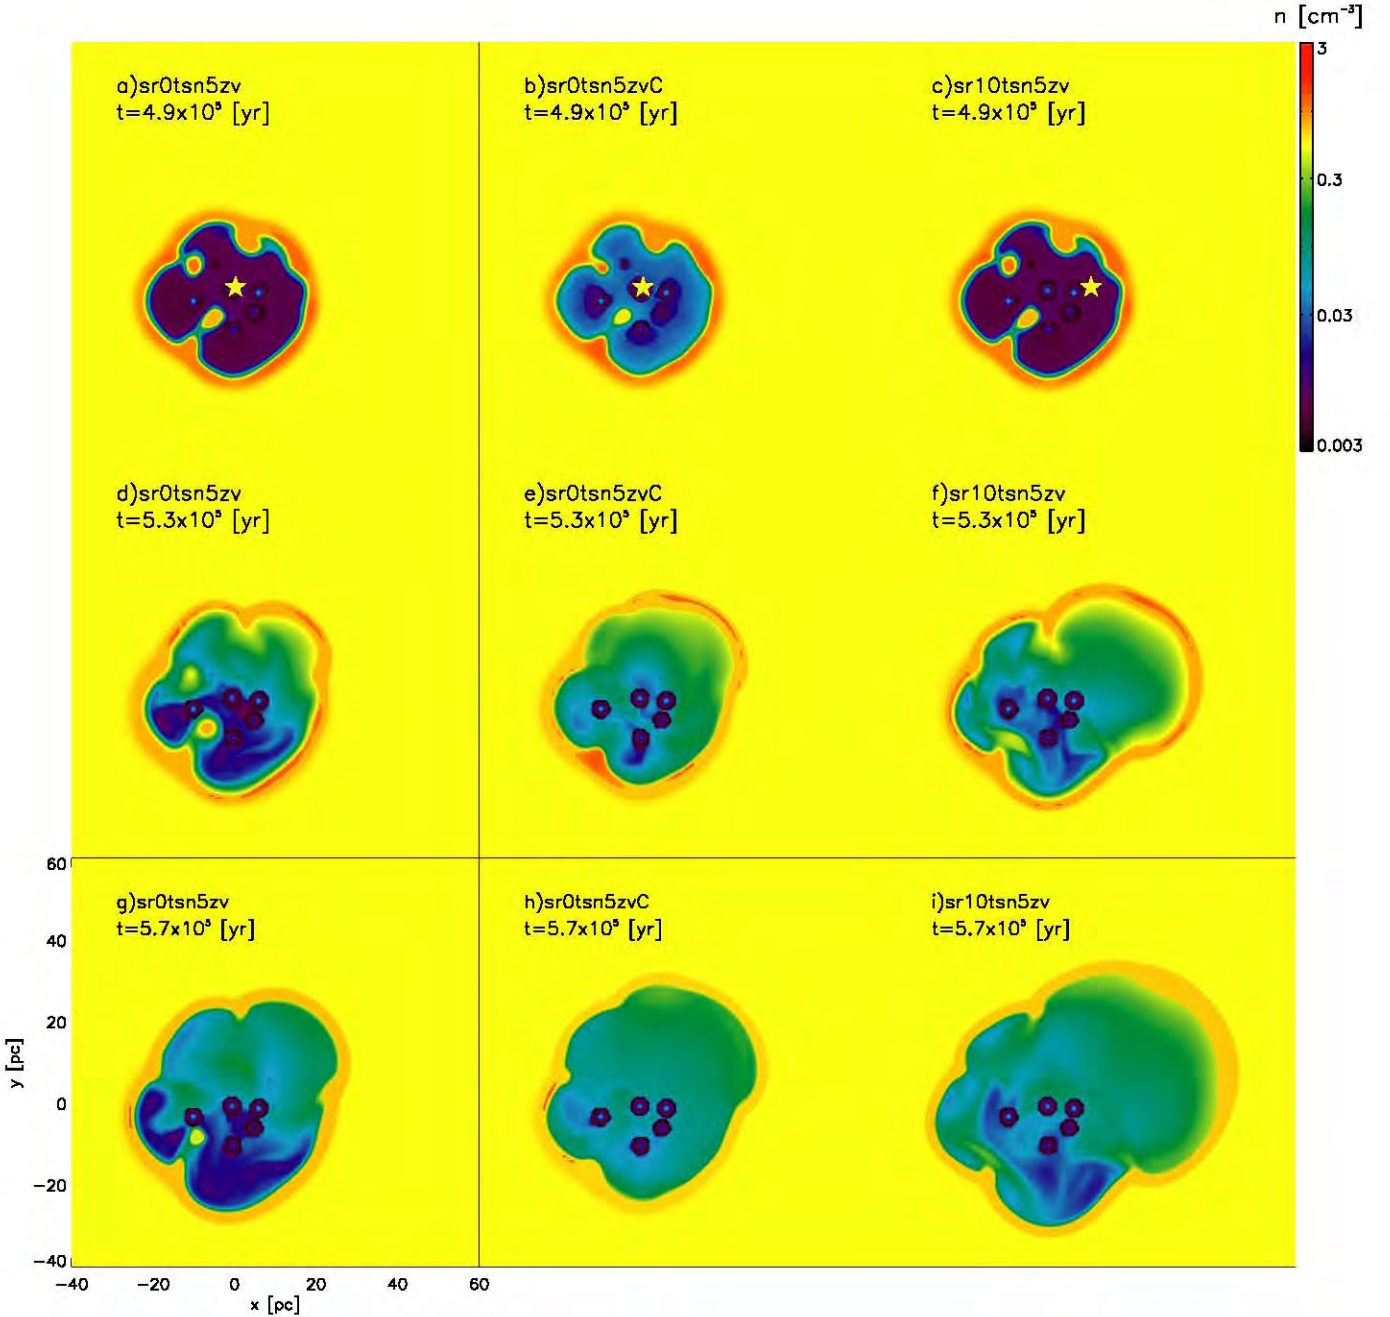 n [cm⁻³]
3
a)sr0tsn5zv
b)sr0tsn5zvC
c)sr10tsn5zv
t=4.9x10⁵ [yr]
t=4.9x10⁵ [yr]
t=4.9x10⁵ [yr]
0.3
0.03
0.003
d)sr0tsn5zv
e)sr0tsn5zvC
f)sr10tsn5zv
t=5.3x10⁵ [yr]
t=5.3x10⁵ [yr]
t=5.3x10⁵ [yr]
60
g)sr0tsn5zv
h)sr0tsn5zvC
i)sr10tsn5zv
t=5.7x10⁵ [yr]
t=5.7x10⁵ [yr]
t=5.7x10⁵ [yr]
40
20
y [pc]
0
−20
−40
−40 −20 0 20 40 60
x [pc]